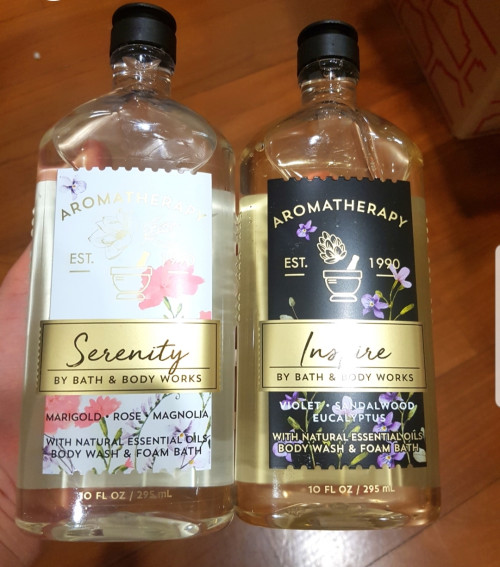 AROMATHERAPY
EST.
Serenity
BY BATH & BODY WORKS
MARIGOLD • ROSE • MAGNOLIA
WITH NATURAL ESSENTIAL OILS
BODY WASH & FOAM BATH
10 FL OZ / 295 mL
AROMATHERAPY
EST. 1990
Inspire
BY BATH & BODY WORKS
VIOLET • SANDALWOOD
EUCALYPTUS
WITH NATURAL ESSENTIAL OILS
BODY WASH & FOAM BATH
10 FL OZ / 295 mL